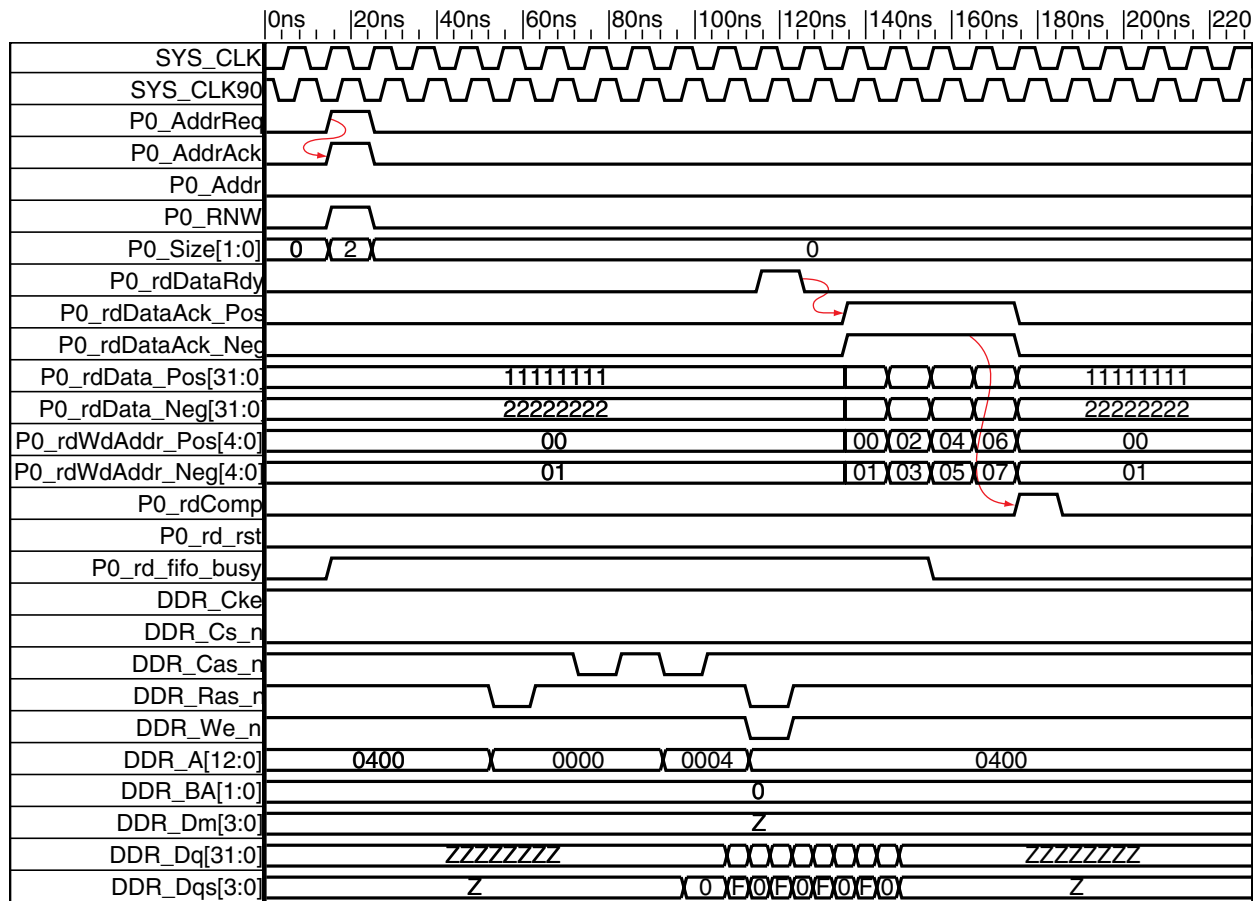 0ns 20ns 40ns 60ns 80ns 100ns 120ns 140ns 160ns 180ns 200ns 220
SYS_CLK
SYS_CLK90
P0_AddrReq
P0_AddrAck
P0_Addr
P0_RNW
P0_Size[1:0] 0 2 0
P0_rdDataRdy
P0_rdDataAck_Pos
P0_rdDataAck_Neg
P0_rdData_Pos[31:0] 11111111 11111111
P0_rdData_Neg[31:0] 22222222 22222222
P0_rdWdAddr_Pos[4:0] 00 00 02 04 06 00
P0_rdWdAddr_Neg[4:0] 01 01 03 05 07 01
P0_rdComp
P0_rd_rst
P0_rd_fifo_busy
DDR_Cke
DDR_Cs_n
DDR_Cas_n
DDR_Ras_n
DDR_We_n
DDR_A[12:0] 0400 0000 0004 0400
DDR_BA[1:0] 0
DDR_Dm[3:0] Z
DDR_Dq[31:0] ZZZZZZZZ ZZZZZZZZ
DDR_Dqs[3:0] Z 0 F 0 F 0 F 0 F 0 Z